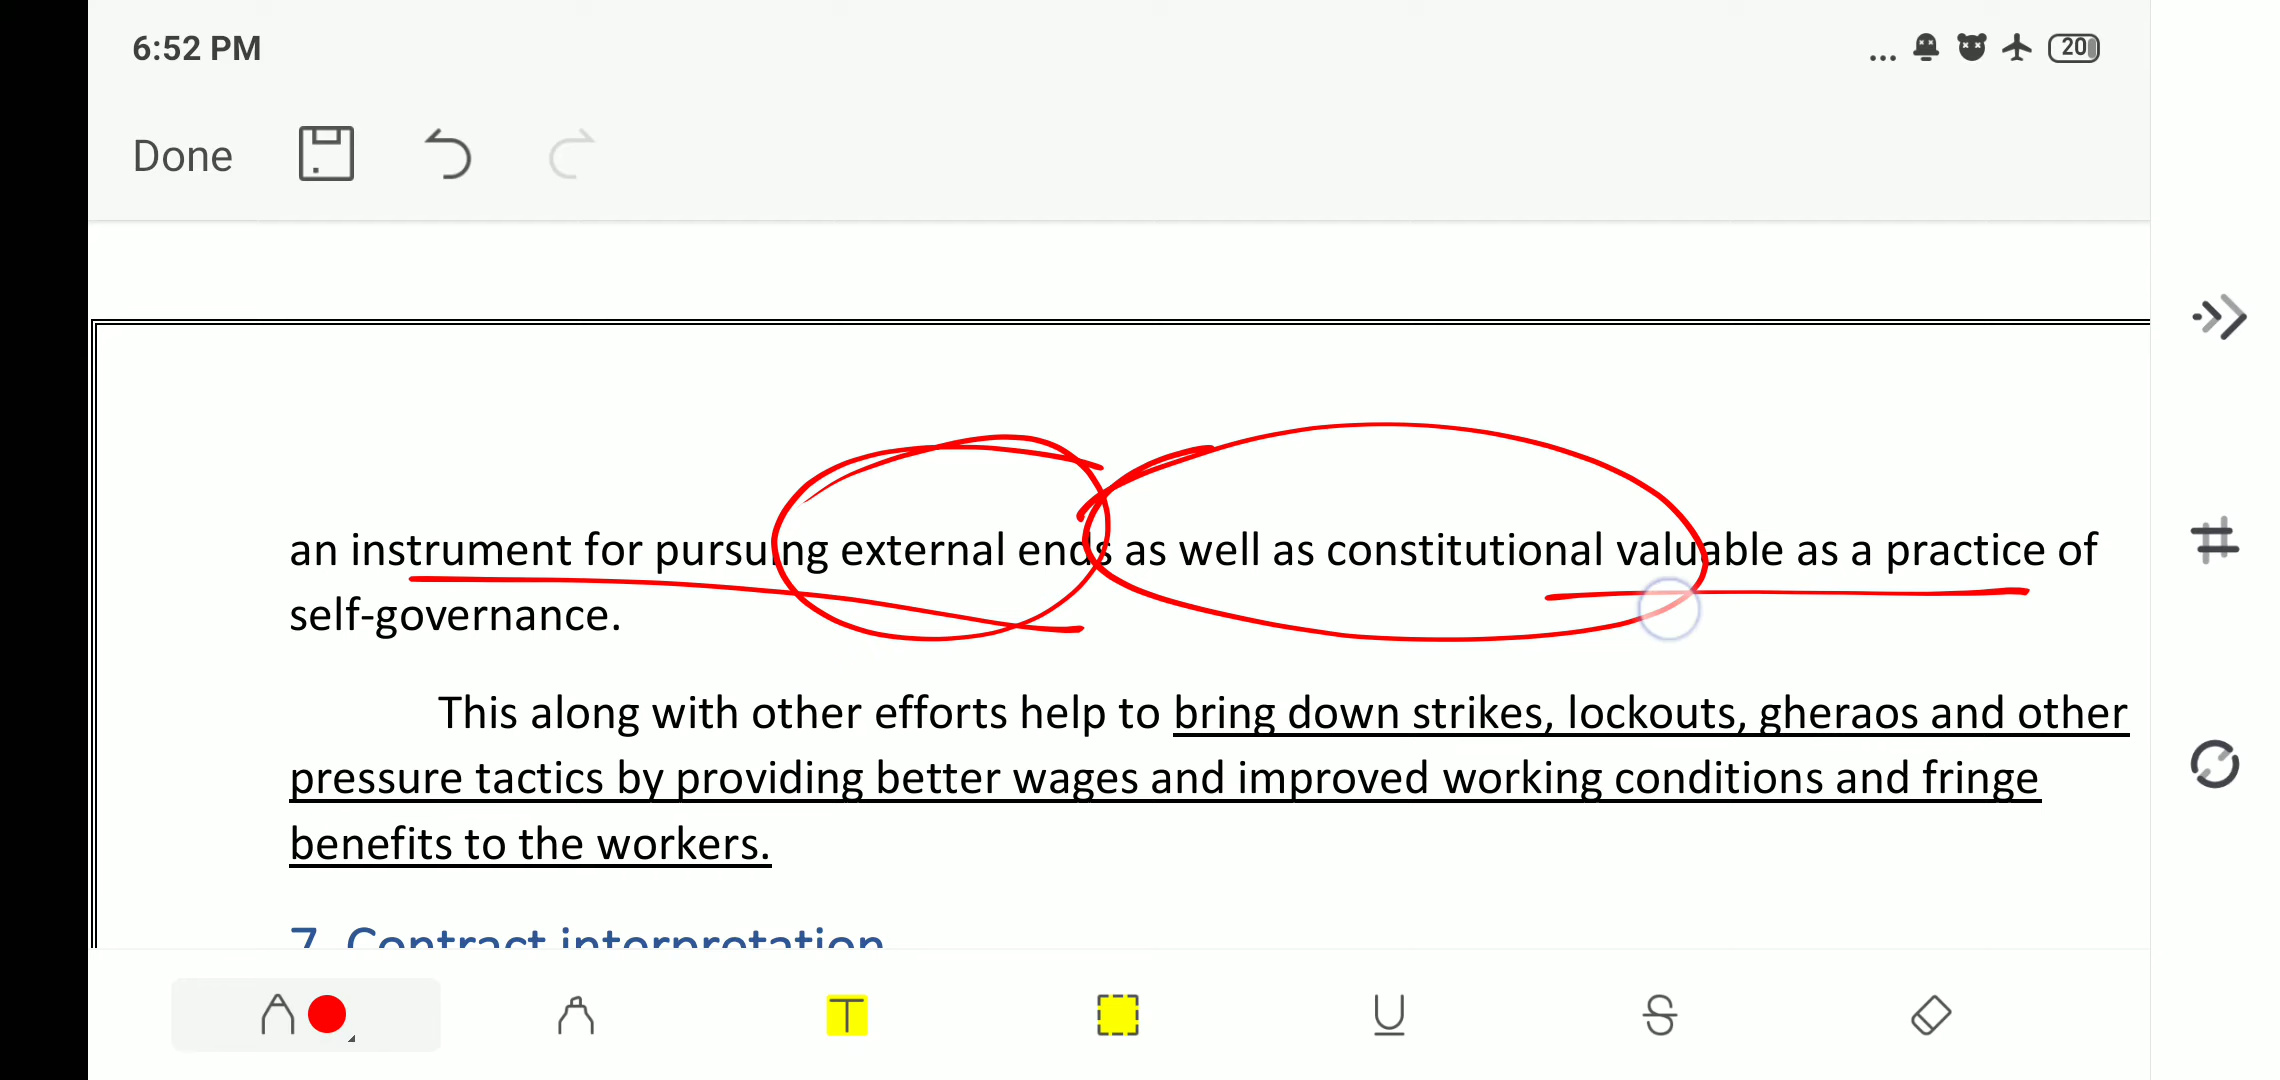 6:52 PM
... 20
Done
an instrument for pursuing external ends as well as constitutional valuable as a practice of
self-governance.
This along with other efforts help to bring down strikes, lockouts, gheraos and other
pressure tactics by providing better wages and improved working conditions and fringe
benefits to the workers.
7. Contract interpretation
T
U
S